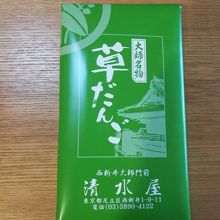 大師名物
草だんご
西新井大師門前
清水屋
東京都足立区西新井1-9-11
電話(03)3890-4122